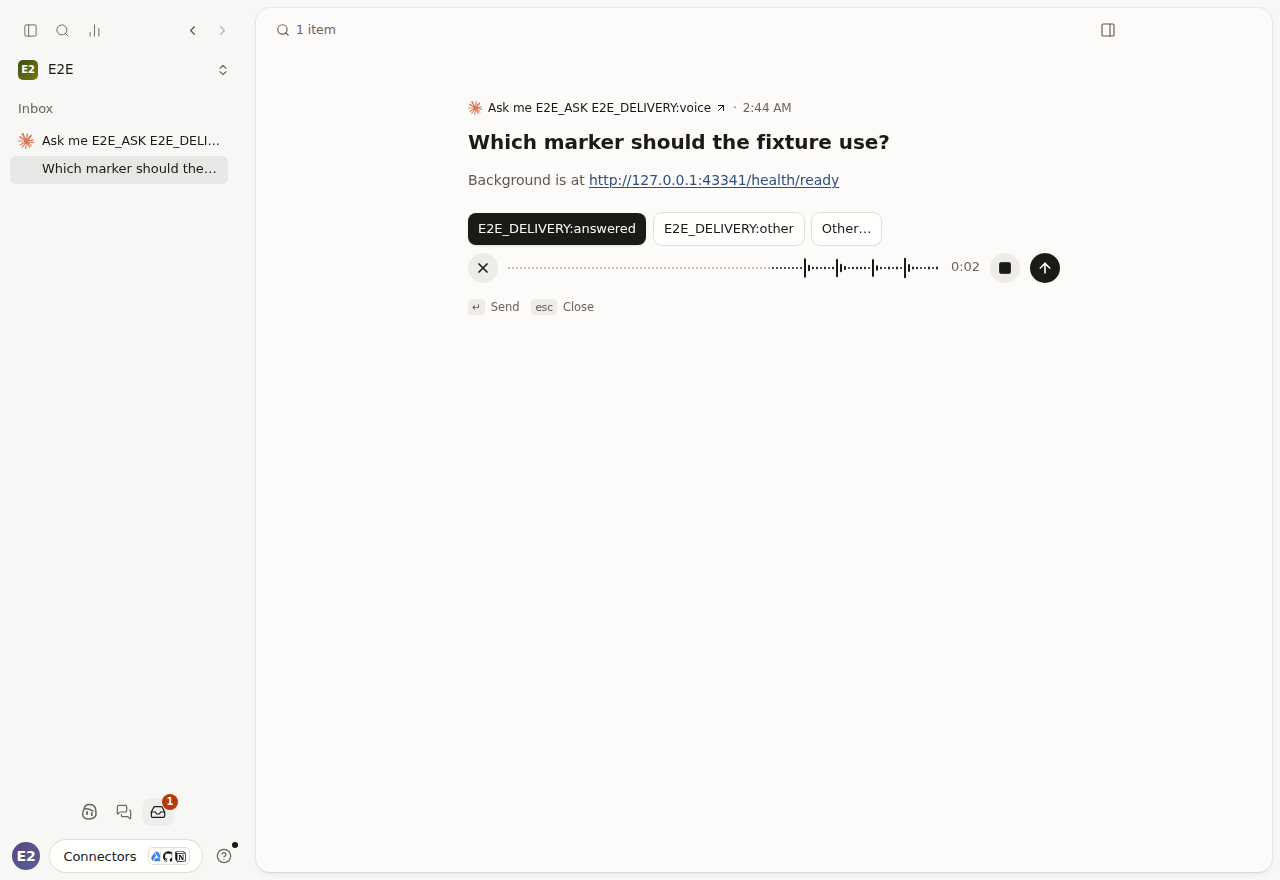 1 item
E2 E2E
Inbox
Ask me E2E_ASK E2E_DELI...
Which marker should the...
Ask me E2E_ASK E2E_DELIVERY:voice · 2:44 AM
Which marker should the fixture use?
Background is at http://127.0.0.1:43341/health/ready
E2E_DELIVERY:answered E2E_DELIVERY:other Other...
0:02
↵ Send esc Close
1
E2 Connectors